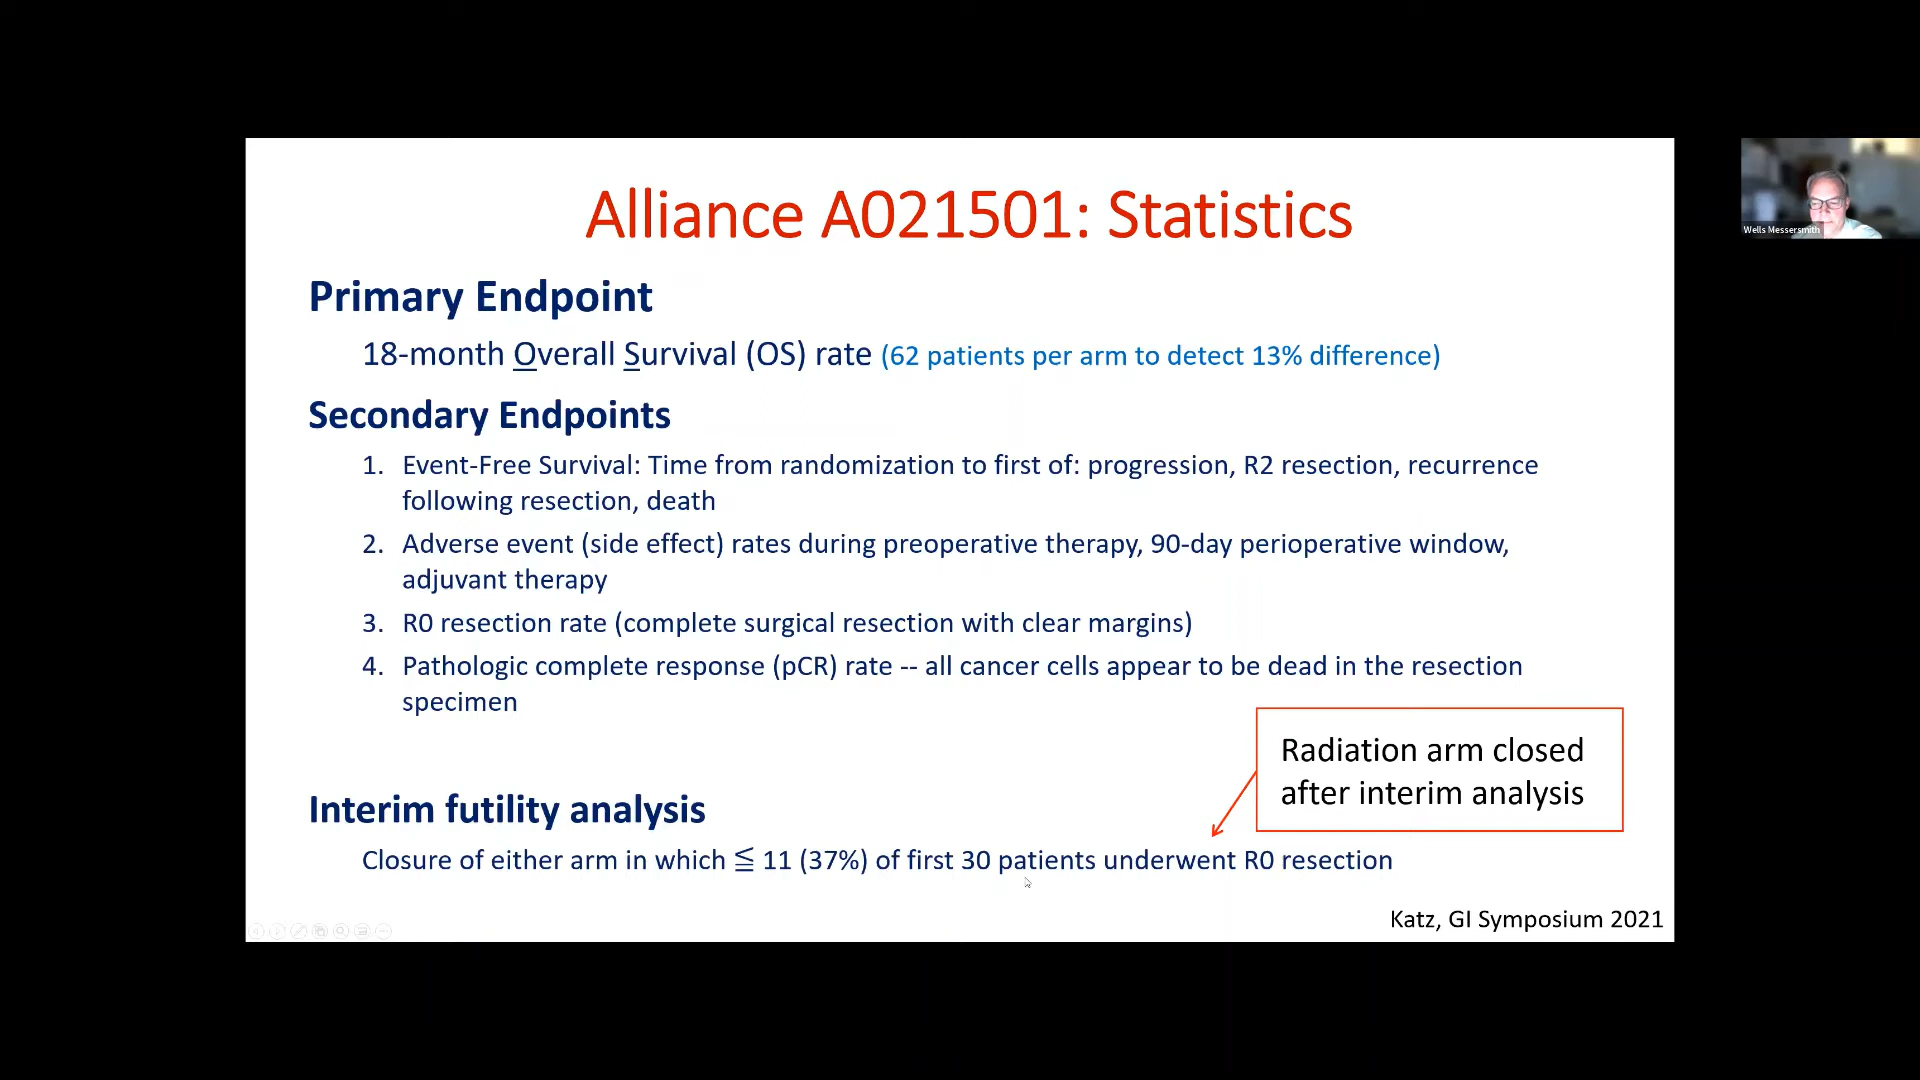 Alliance A021501: Statistics
Wells Messersmith
Primary Endpoint
18-month Overall Survival (OS) rate (62 patients per arm to detect 13% difference)
Secondary Endpoints
1. Event-Free Survival: Time from randomization to first of: progression, R2 resection, recurrence
following resection, death
2. Adverse event (side effect) rates during preoperative therapy, 90-day perioperative window,
adjuvant therapy
3. R0 resection rate (complete surgical resection with clear margins)
4. Pathologic complete response (pCR) rate -- all cancer cells appear to be dead in the resection
specimen
Radiation arm closed
after interim analysis
Interim futility analysis
Closure of either arm in which ≦ 11 (37%) of first 30 patients underwent R0 resection
Katz, GI Symposium 2021